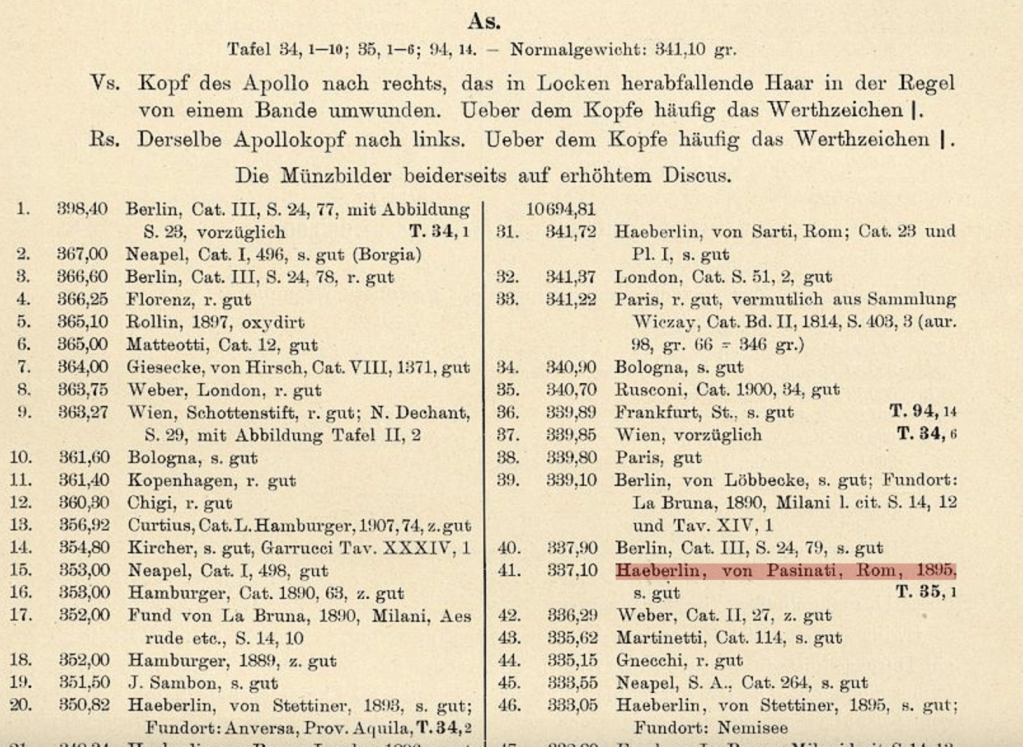 As.
Tafel 34, 1–10; 35, 1–6; 94, 14. — Normalgewicht: 341,10 gr.
Vs. Kopf des Apollo nach rechts, das in Locken herabfallende Haar in der Regel
von einem Bande umwunden. Ueber dem Kopfe häufig das Werthzeichen |.
Rs. Derselbe Apollokopf nach links. Ueber dem Kopfe häufig das Werthzeichen |.
Die Münzbilder beiderseits auf erhöhtem Discus.
1. 398,40 Berlin, Cat. III, S. 24, 77, mit Abbildung
S. 23, vorzüglich T. 34, 1
2. 367,00 Neapel, Cat. I, 496, s. gut (Borgia)
3. 366,60 Berlin, Cat. III, S. 24, 78, r. gut
4. 366,25 Florenz, r. gut
5. 365,10 Rollin, 1897, oxydirt
6. 365,00 Matteotti, Cat. 12, gut
7. 364,00 Giesecke, von Hirsch, Cat. VIII, 1371, gut
8. 363,75 Weber, London, r. gut
9. 363,27 Wien, Schottenstift, r. gut; N. Dechant,
S. 29, mit Abbildung Tafel II, 2
10. 361,60 Bologna, s. gut
11. 361,40 Kopenhagen, r. gut
12. 360,30 Chigi, r. gut
13. 356,92 Curtius, Cat. L. Hamburger, 1907, 74, z. gut
14. 354,80 Kircher, s. gut, Garrucci Tav. XXXIV, 1
15. 353,00 Neapel, Cat. I, 498, gut
16. 353,00 Hamburger, Cat. 1890, 63, z. gut
17. 352,00 Fund von La Bruna, 1890, Milani, Aes
rude etc., S. 14, 10
18. 352,00 Hamburger, 1889, z. gut
19. 351,50 J. Sambon, s. gut
20. 350,82 Haeberlin, von Stettiner, 1893, s. gut;
Fundort: Anversa, Prov. Aquila, T. 34, 2
10694,81
31. 341,72 Haeberlin, von Sarti, Rom; Cat. 23 und
Pl. I, s. gut
32. 341,37 London, Cat. S. 51, 2, gut
33. 341,22 Paris, r. gut, vermutlich aus Sammlung
Wiczay, Cat. Bd. II, 1814, S. 403, 3 (aur.
98, gr. 66 = 346 gr.)
34. 340,90 Bologna, s. gut
35. 340,70 Rusconi, Cat. 1900, 34, gut
36. 339,89 Frankfurt, St., s. gut T. 94, 14
37. 339,85 Wien, vorzüglich T. 34, 6
38. 339,80 Paris, gut
39. 339,10 Berlin, von Löbbecke, s. gut; Fundort:
La Bruna, 1890, Milani l. cit. S. 14, 12
und Tav. XIV, 1
40. 337,90 Berlin, Cat. III, S. 24, 79, s. gut
41. 337,10 Haeberlin, von Pasinati, Rom, 1895,
s. gut T. 35, 1
42. 336,29 Weber, Cat. II, 27, z. gut
43. 335,62 Martinetti, Cat. 114, s. gut
44. 335,15 Gnecchi, r. gut
45. 333,55 Neapel, S. A., Cat. 264, s. gut
46. 333,05 Haeberlin, von Stettiner, 1895, s. gut;
Fundort: Nemisee